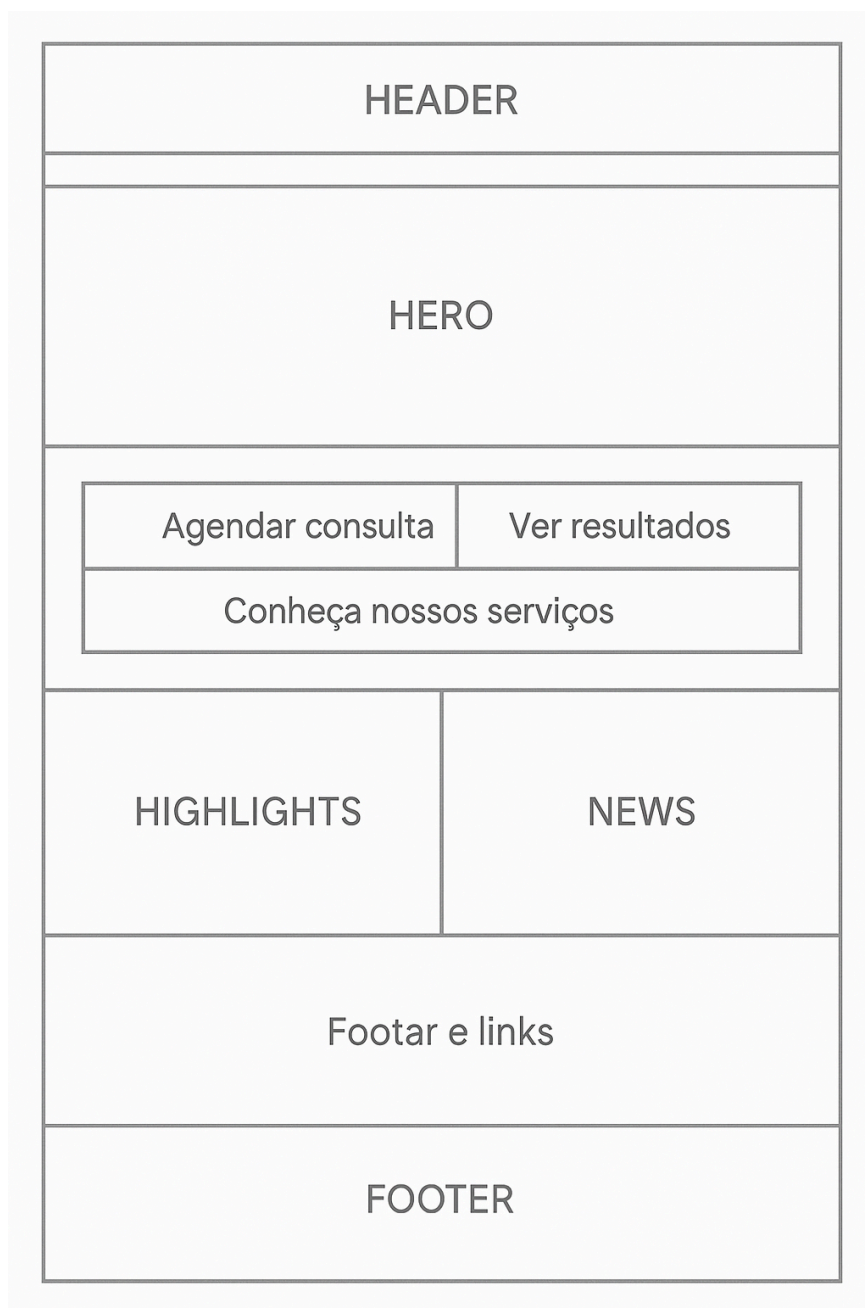 HEADER
HERO
Agendar consulta
Ver resultados
Conheça nossos serviços
HIGHLIGHTS
NEWS
Footar e links
FOOTER